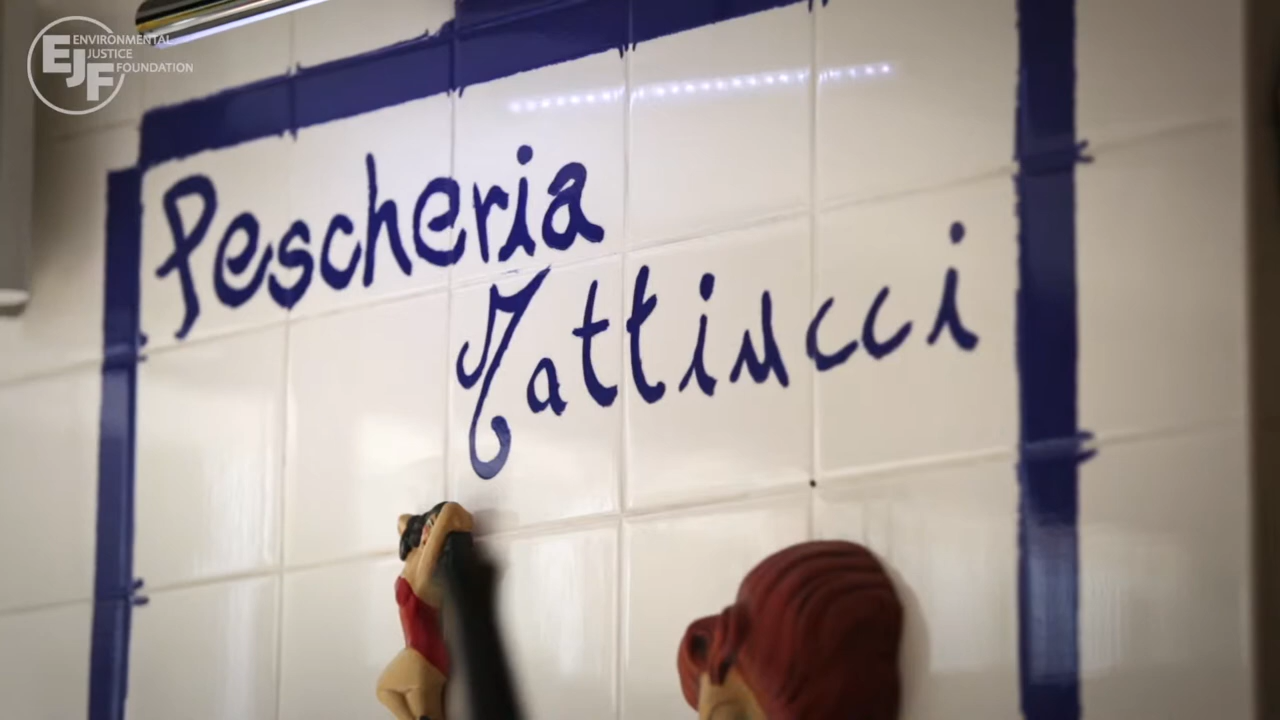 ENVIRONMENTAL
JUSTICE
FOUNDATION
EJF
Pescheria
Mattiucci